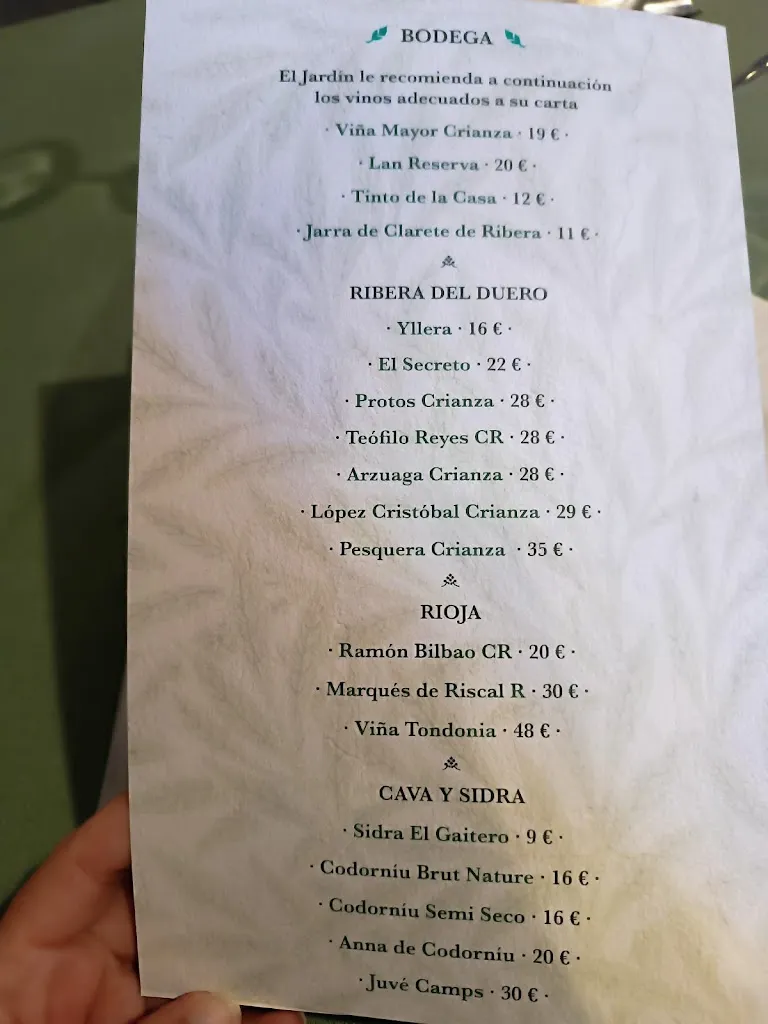 BODEGA
El Jardín le recomienda a continuación
los vinos adecuados a su carta
· Viña Mayor Crianza · 19 € ·
· Lan Reserva · 20 € ·
· Tinto de la Casa · 12 € ·
· Jarra de Clarete de Ribera · 11 € ·
RIBERA DEL DUERO
· Yllera · 16 € ·
· El Secreto · 22 € ·
· Protos Crianza · 28 € ·
· Teófilo Reyes CR · 28 € ·
· Arzuaga Crianza · 28 € ·
· López Cristóbal Crianza · 29 € ·
· Pesquera Crianza · 35 € ·
RIOJA
· Ramón Bilbao CR · 20 € ·
· Marqués de Riscal R · 30 € ·
· Viña Tondonia · 48 € ·
CAVA Y SIDRA
· Sidra El Gaitero · 9 € ·
· Codorníu Brut Nature · 16 € ·
· Codorníu Semi Seco · 16 € ·
· Anna de Codorníu · 20 € ·
· Juvé Camps · 30 € ·